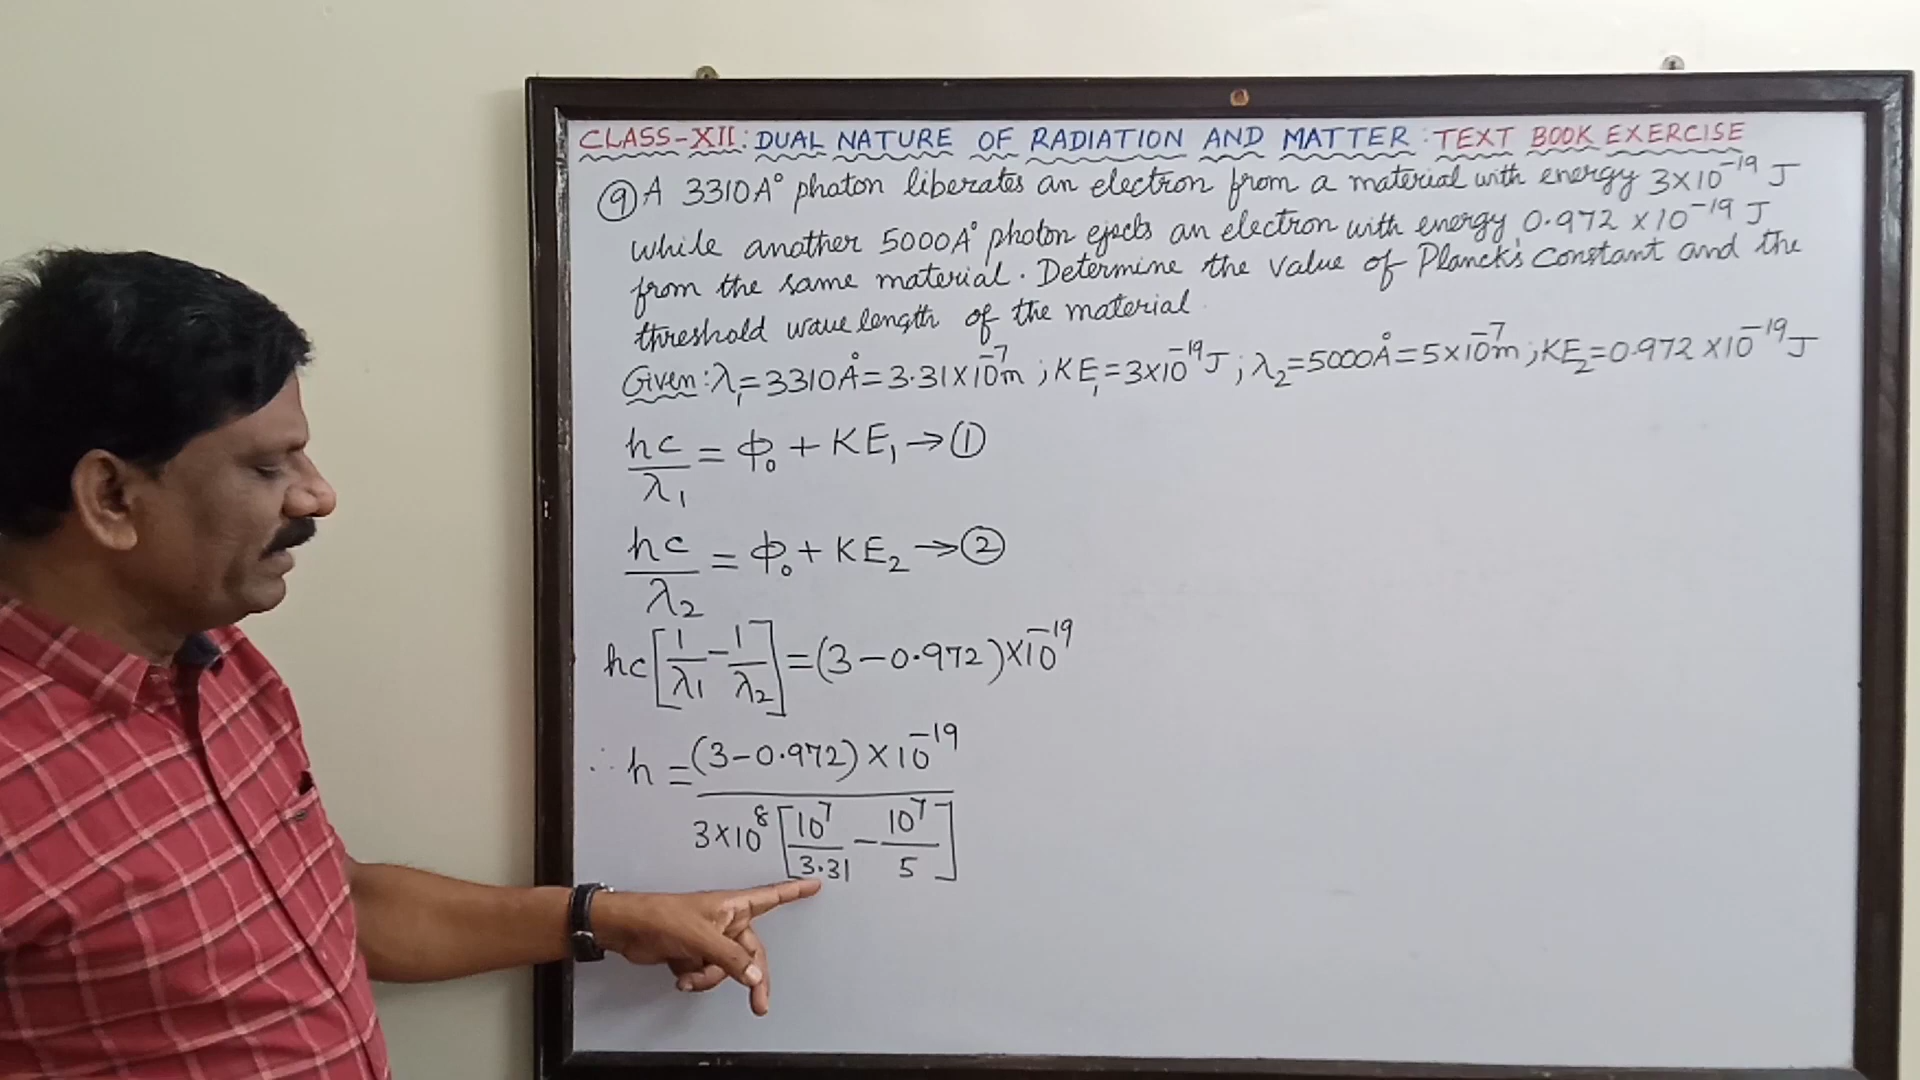 CLASS-XII: DUAL NATURE OF RADIATION AND MATTER: TEXT BOOK EXERCISE
⑨ A 3310A° photon liberates an electron from a material with energy 3×10⁻¹⁹ J
while another 5000A° photon ejects an electron with energy 0.972 × 10⁻¹⁹ J
from the same material. Determine the value of Planck's constant and the
threshold wavelength of the material.
Given: λ₁ = 3310Å = 3.31×10⁻⁷m ; KE₁ = 3×10⁻¹⁹J ; λ₂ = 5000Å = 5×10⁻⁷m ; KE₂ = 0.972 ×10⁻¹⁹J
hc/λ₁ = ϕ₀ + KE₁ → ①
hc/λ₂ = ϕ₀ + KE₂ → ②
hc[1/λ₁ − 1/λ₂] = (3 − 0.972)×10⁻¹⁹
∴ h = (3−0.972)×10⁻¹⁹
3×10⁸ [10⁷/3.31 − 10⁷/5]